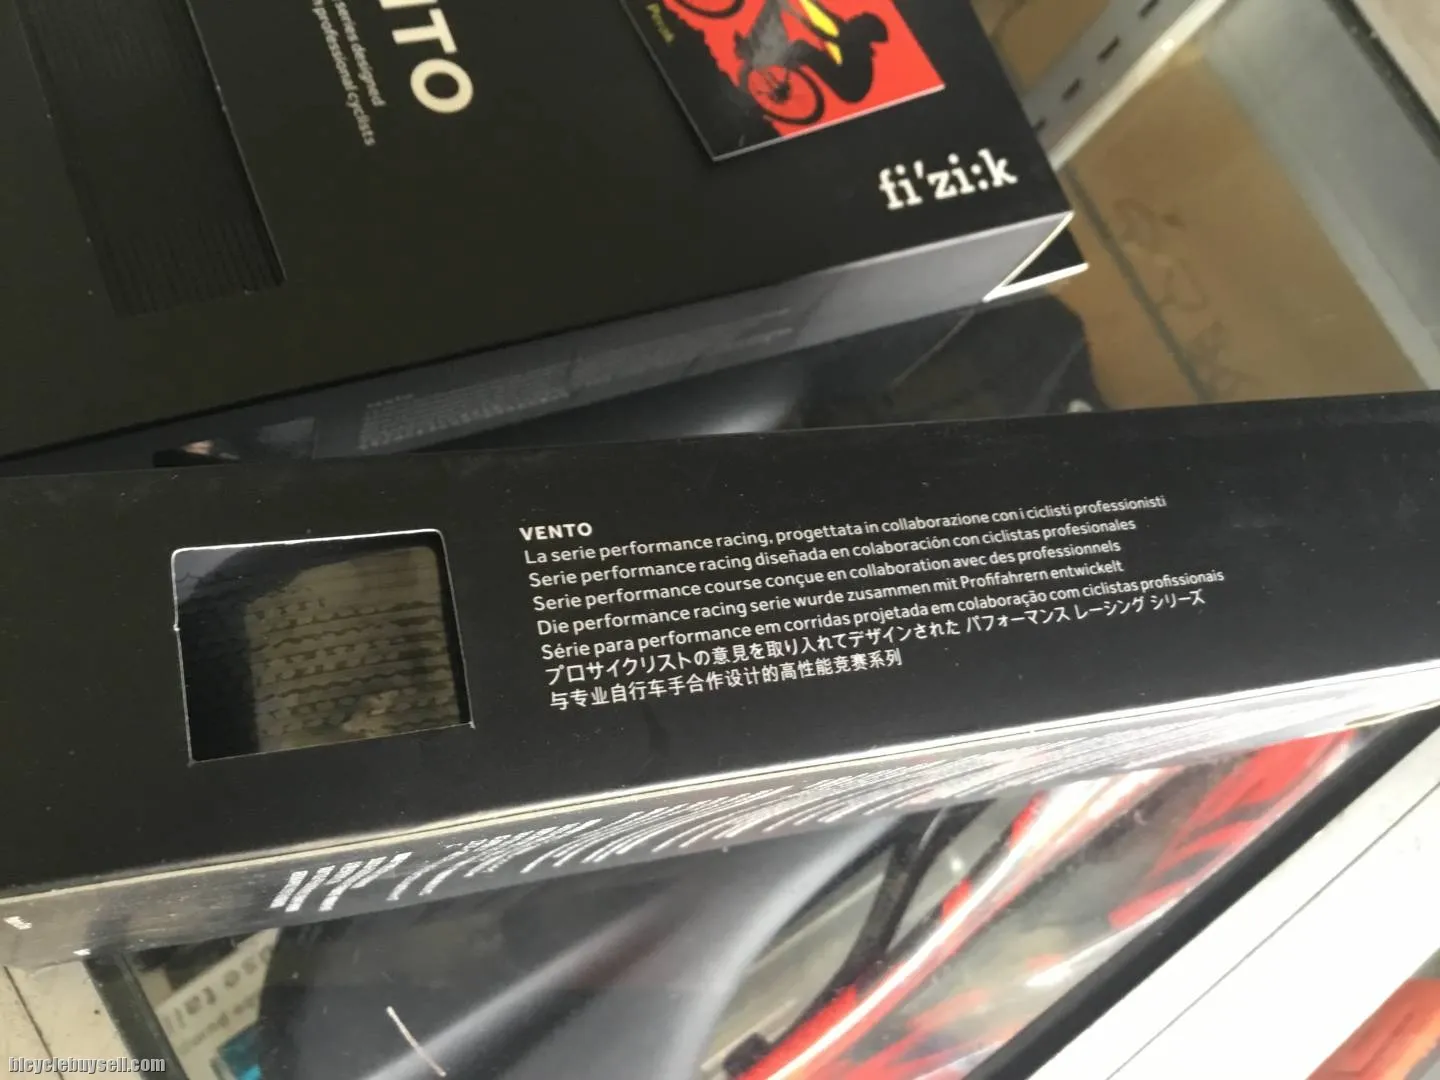 NTO
series designed
professional cyclists
fi'zi:k
VENTO
La serie performance racing, progettata in collaborazione con i ciclisti professionisti
Serie performance racing diseñada en colaboración con ciclistas profesionales
Serie performance course conçue en collaboration avec des professionnels
Die performance racing serie wurde zusammen mit Profifahrern entwickelt
Série para performance em corridas projetada em colaboração com ciclistas profissionais
プロサイクリストの意見を取り入れてデザインされた パフォーマンス レーシング シリーズ
与专业自行车手合作设计的高性能竞赛系列
bicyclebuysell.com